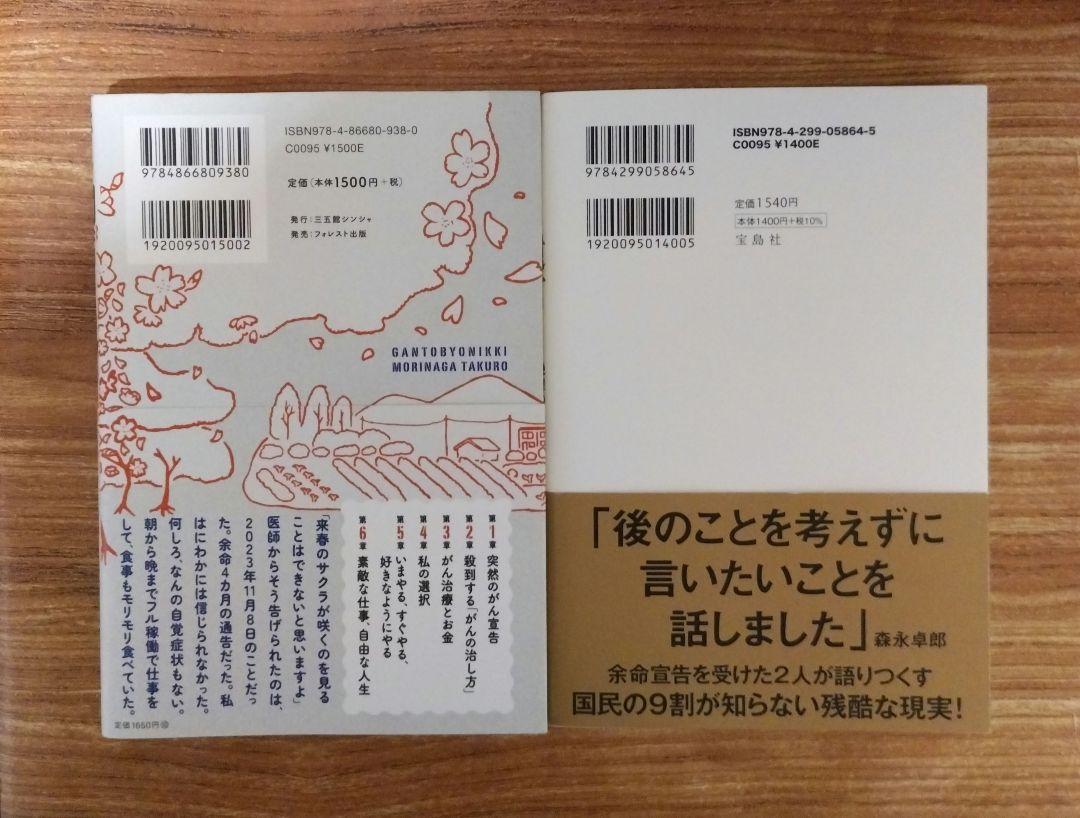 ISBN978-4-86680-938-0
C0095 ¥1500E
9784866809380
定価(本体1500円+税)
1920095015002
発行:三五館シンシャ
発売:フォレスト出版
GANTOBYONIKKI
MORINAGA TAKURO
第1章 突然のがん宣告
第2章 殺到する「がんの治し方」
第3章 がん治療とお金
第4章 私の選択
第5章 いまやる、すぐやる、
好きなようにやる
第6章 素敵な仕事、自由な人生
「来春のサクラが咲くのを見る
ことはできないと思いますよ」
医師からそう告げられたのは、
2023年11月8日のことだっ
た。余命4カ月の通告だった。私
はにわかには信じられなかった。
何しろ、なんの自覚症状もない。
朝から晩までフル稼働で仕事を
して、食事もモリモリ食べていた。
定価1650円⑩
ISBN978-4-299-05864-5
C0095 ¥1400E
9784299058645
定価1540円
本体1400円+税10%
宝島社
1920095014005
「後のことを考えずに
言いたいことを
話しました」森永卓郎
余命宣告を受けた2人が語りつくす
国民の9割が知らない残酷な現実!